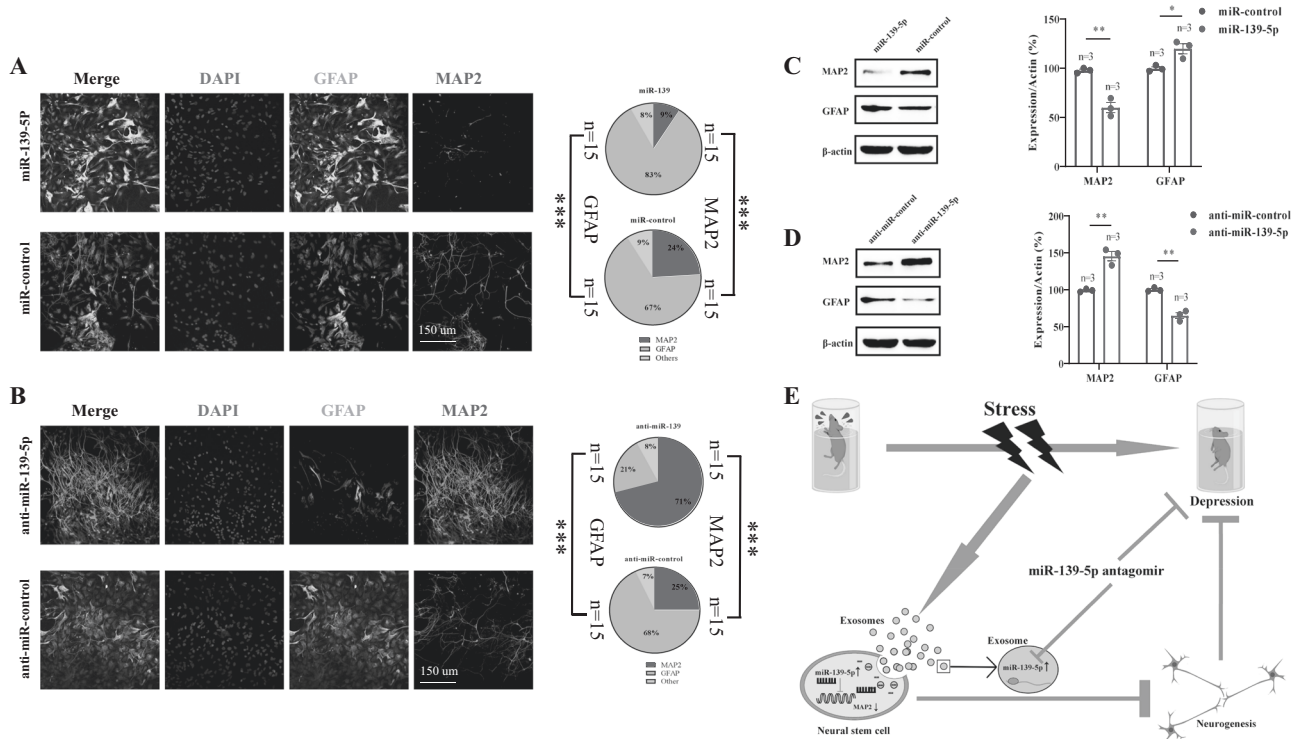 A
Merge DAPI GFAP MAP2
miR-139-5P
miR-control
150 um
miR-139
8% 9%
83%
miR-control
9% 24%
67%
n=15 n=15
*** GFAP MAP2 ***
n=15 n=15
MAP2
GFAP
Others
B
Merge DAPI GFAP MAP2
anti-miR-139-5p
anti-miR-control
150 um
anti-miR-139
8%
21%
71%
anti-miR-control
7% 25%
68%
n=15 n=15
*** GFAP MAP2 ***
n=15 n=15
MAP2
GFAP
Other
C
miR-139-5p miR-control
MAP2
GFAP
β-actin
Expression/Actin (%)
150
100
50
0
n=3 ** n=3
n=3 * n=3
MAP2 GFAP
miR-control
miR-139-5p
D
anti-miR-control anti-miR-139-5p
MAP2
GFAP
β-actin
Expression/Actin (%)
200
150
100
50
0
n=3 ** n=3
n=3 ** n=3
MAP2 GFAP
anti-miR-control
anti-miR-139-5p
E
Stress
Depression
miR-139-5p antagomir
Exosomes
Exosome
miR-139-5p↑
miR-139-5p↑
MAP2 ↓
Neural stem cell
Neurogenesis